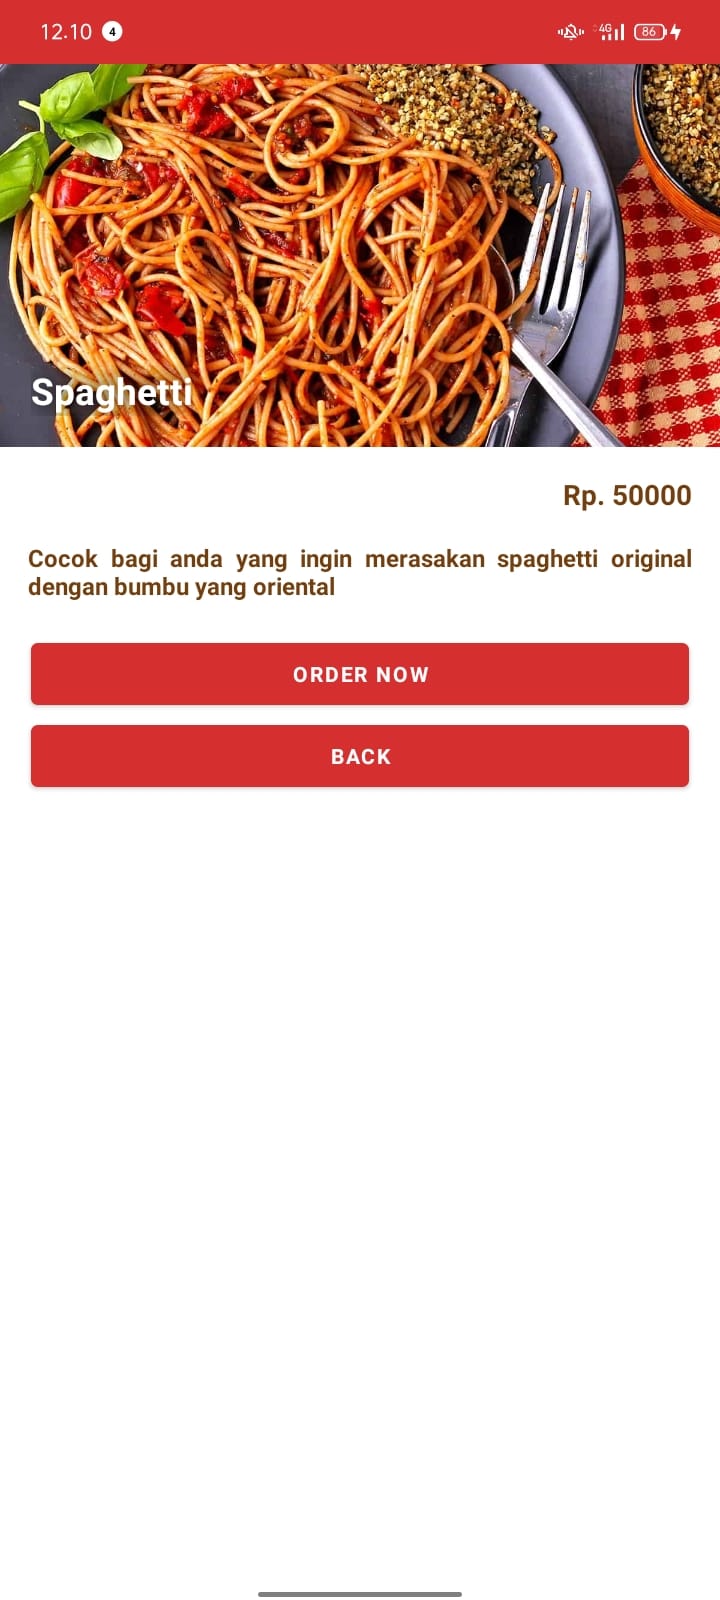 12.10 4
4G 86
Spaghetti
Rp. 50000
Cocok bagi anda yang ingin merasakan spaghetti original
dengan bumbu yang oriental
ORDER NOW
BACK